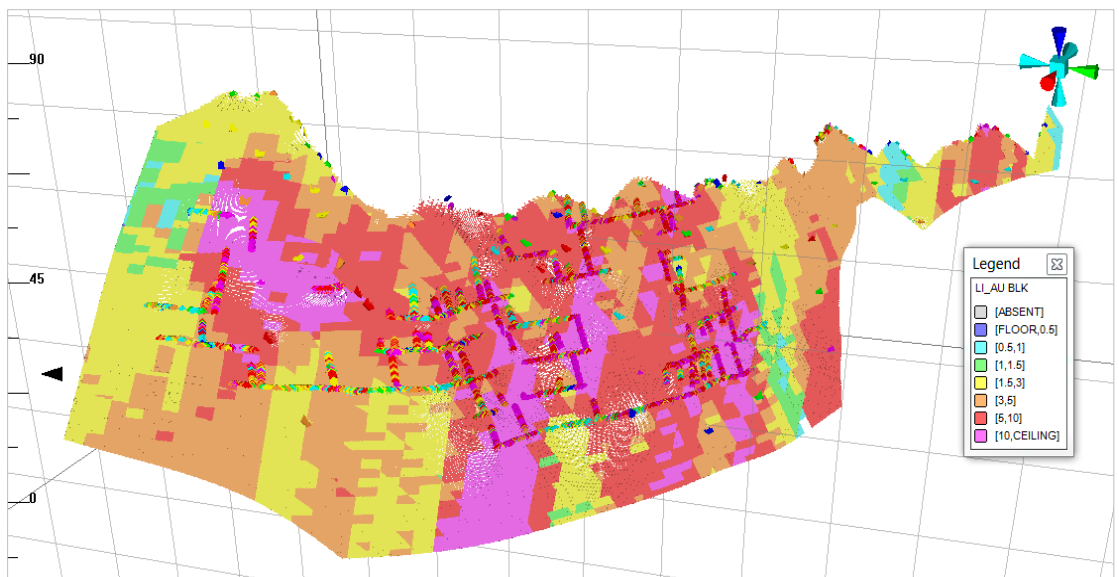 90
45
0
Legend
LI_AU BLK
[ABSENT]
[FLOOR,0.5]
[0.5,1]
[1,1.5]
[1.5,3]
[3,5]
[5,10]
[10,CEILING]